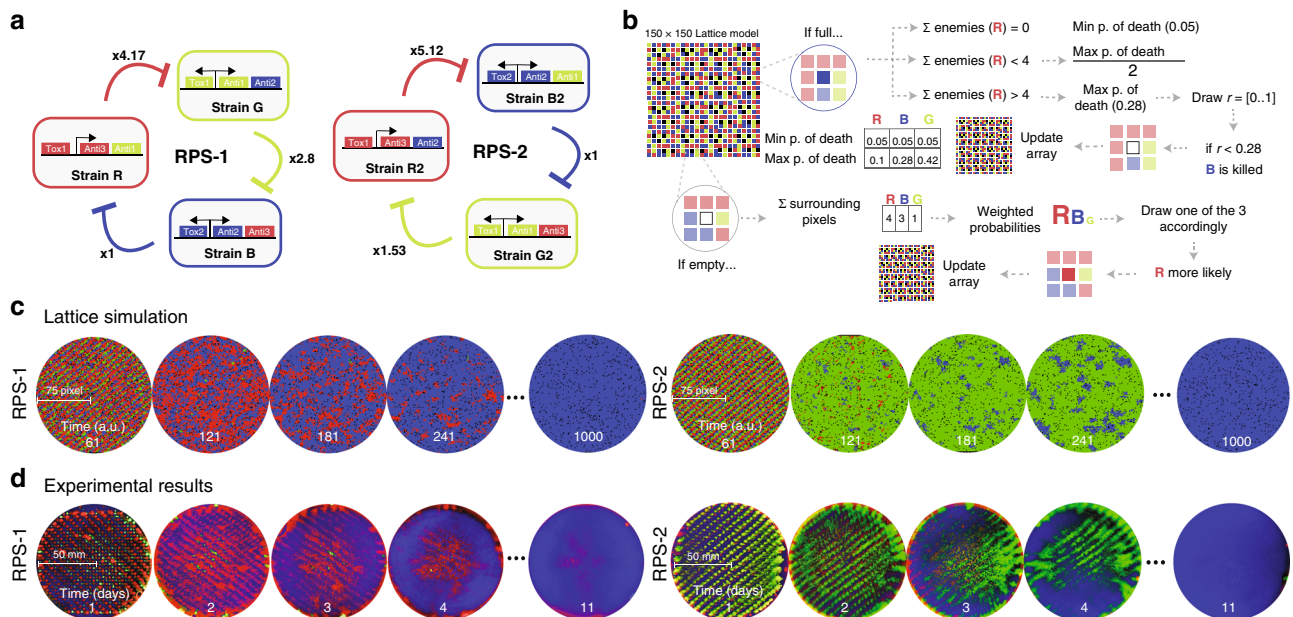 a
x4.17
Tox1 Anti1 Anti2
Strain G
Tox1 Anti3 Anti1
Strain R
RPS-1
x2.8
Tox2 Anti2 Anti3
Strain B
x1
x5.12
Tox2 Anti2 Anti1
Strain B2
Tox1 Anti3 Anti2
Strain R2
RPS-2
x1
Tox1 Anti1 Anti3
Strain G2
x1.53
b
150 × 150 Lattice model
If full...
Σ enemies (R) = 0
Min p. of death (0.05)
Σ enemies (R) < 4
Max p. of death
2
Σ enemies (R) > 4
Max p. of
death (0.28)
Draw r = [0..1]
if r < 0.28
B is killed
Update
array
R B G
Min p. of death 0.05 0.05 0.05
Max p. of death 0.1 0.28 0.42
If empty...
Σ surrounding
pixels
R B G
4 3 1
Weighted
probabilities
RBG
Draw one of the 3
accordingly
R more likely
Update
array
c Lattice simulation
RPS-1
75 pixel
Time (a.u.)
61
121
181
241
•••
1000
RPS-2
75 pixel
Time (a.u.)
61
121
181
241
•••
1000
d Experimental results
RPS-1
50 mm
Time (days)
1
2
3
4
•••
11
RPS-2
50 mm
Time (days)
1
2
3
4
•••
11